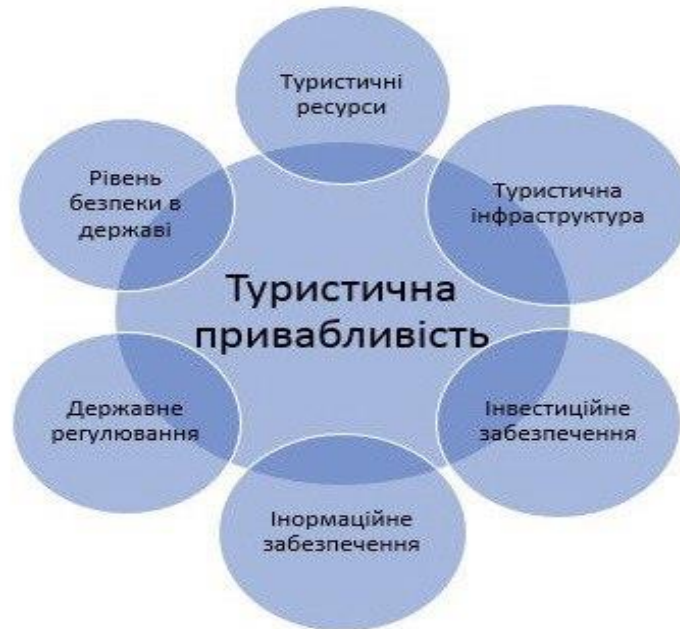 Туристичні
ресурси
Туристична
інфраструктура
Інвестиційне
забезпечення
Інормаційне
забезпечення
Державне
регулювання
Рівень
безпеки в
державі
Туристична
привабливість